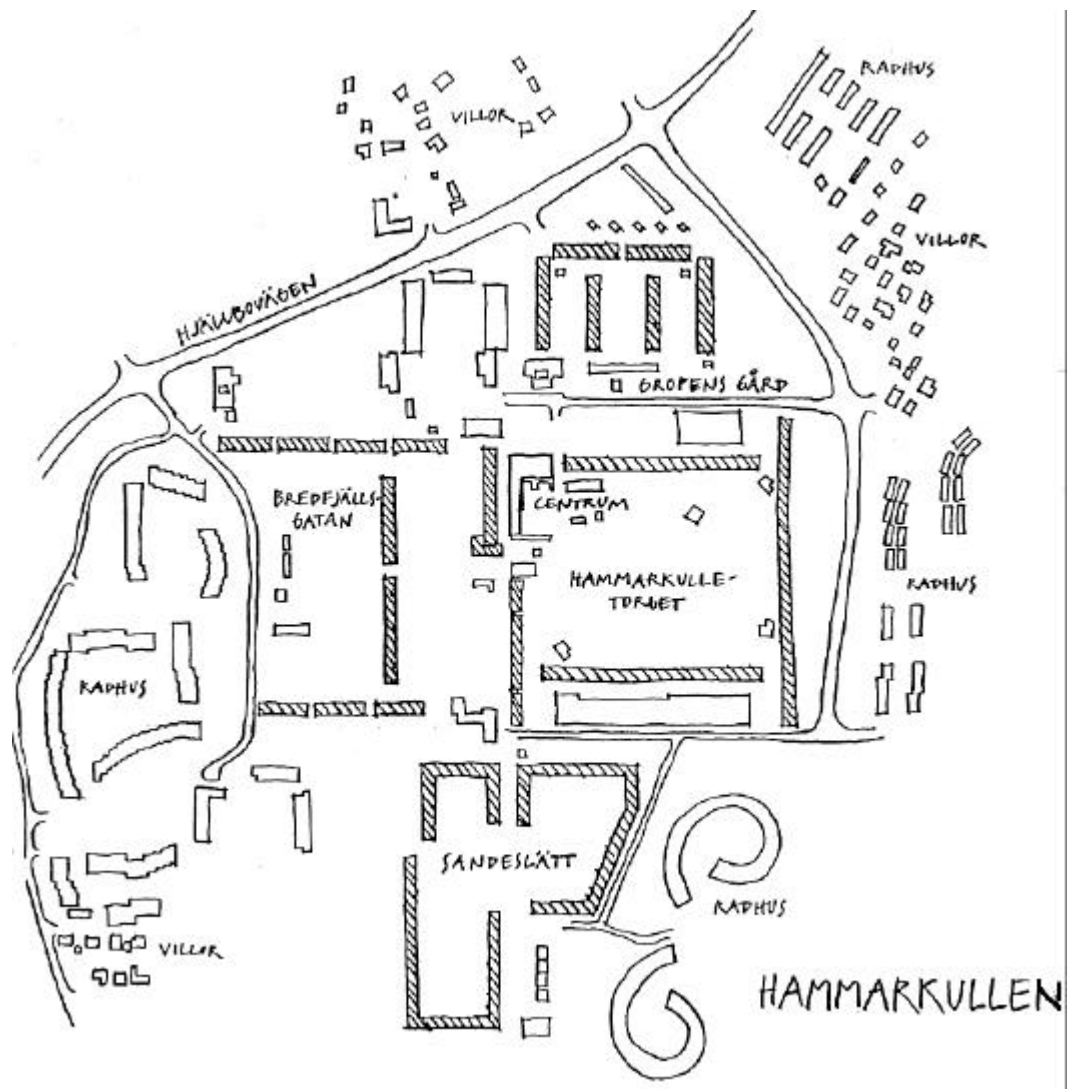 RADHUS
VILLOR
VILLOR
HJÄLLBOVÄGEN
GROPENS GÅRD
BREDFJÄLLS-
GATAN
CENTRUM
HAMMARKULLE-
TORGET
RADHUS
RADHUS
SANDESLÄTT
RADHUS
VILLOR
HAMMARKULLEN